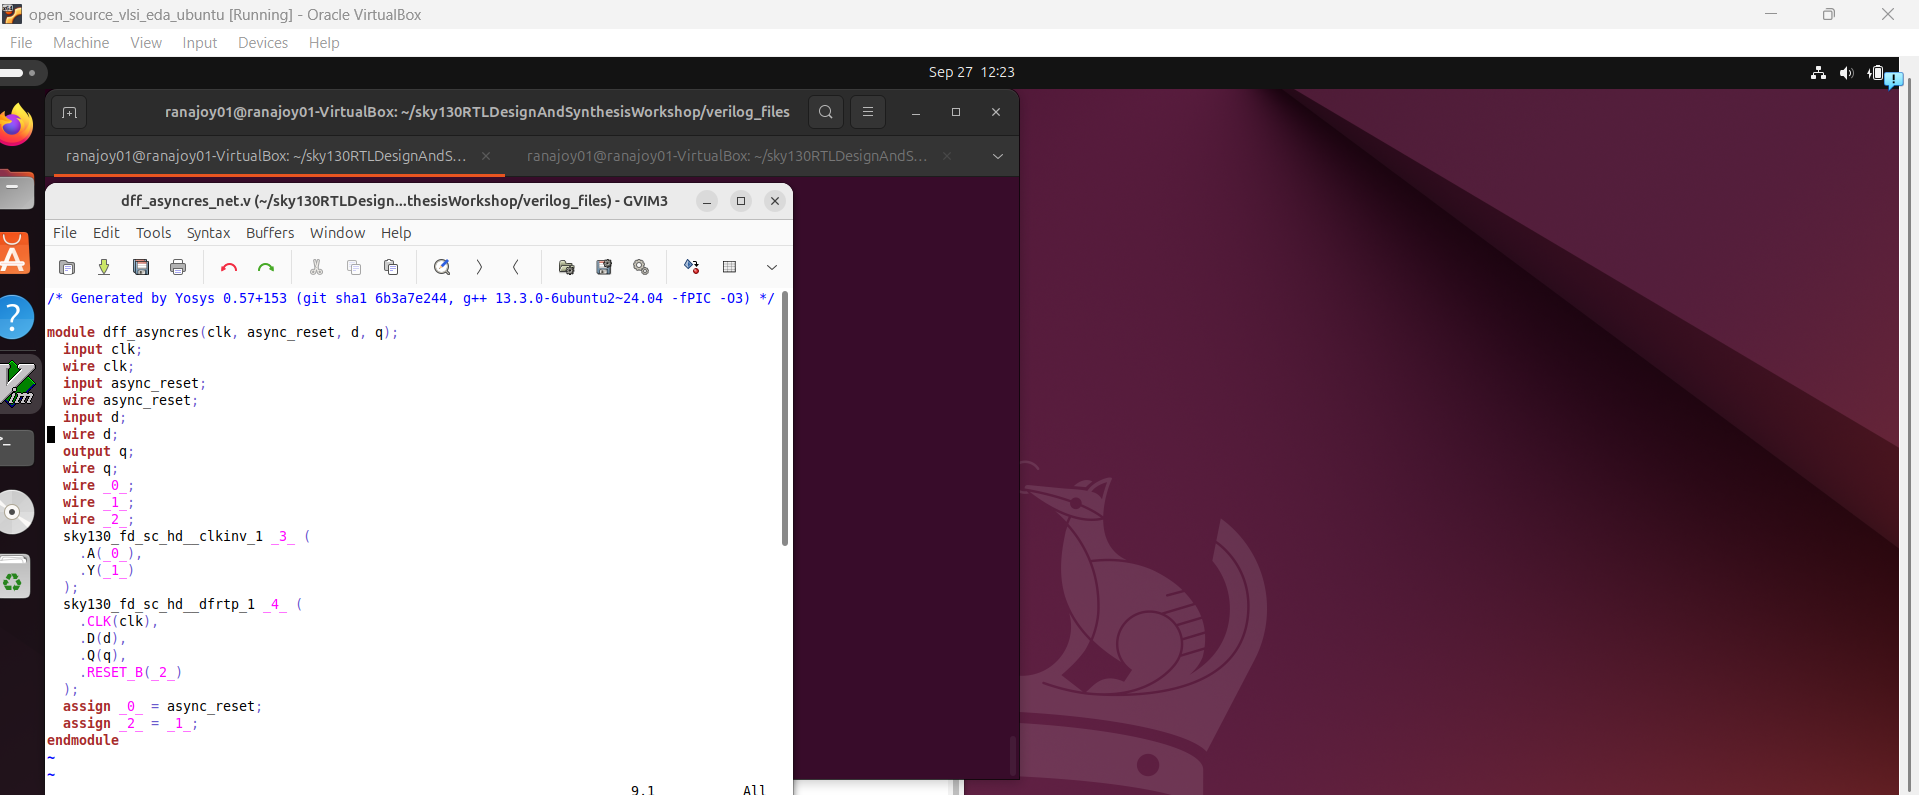 open_source_vlsi_eda_ubuntu [Running] - Oracle VirtualBox
File Machine View Input Devices Help
Sep 27 12:23
ranajoy01@ranajoy01-VirtualBox: ~/sky130RTLDesignAndSynthesisWorkshop/verilog_files
ranajoy01@ranajoy01-VirtualBox: ~/sky130RTLDesignAndS...
ranajoy01@ranajoy01-VirtualBox: ~/sky130RTLDesignAndS...
dff_asyncres_net.v (~/sky130RTLDesign...thesisWorkshop/verilog_files) - GVIM3
File Edit Tools Syntax Buffers Window Help
/* Generated by Yosys 0.57+153 (git sha1 6b3a7e244, g++ 13.3.0-6ubuntu2~24.04 -fPIC -O3) */
module dff_asyncres(clk, async_reset, d, q);
input clk;
wire clk;
input async_reset;
wire async_reset;
input d;
wire d;
output q;
wire q;
wire _0_;
wire _1_;
wire _2_;
sky130_fd_sc_hd__clkinv_1 _3_ (
.A(_0_),
.Y(_1_)
);
sky130_fd_sc_hd__dfrtp_1 _4_ (
.CLK(clk),
.D(d),
.Q(q),
.RESET_B(_2_)
);
assign _0_ = async_reset;
assign _2_ = _1_;
endmodule
~
~
9,1 All